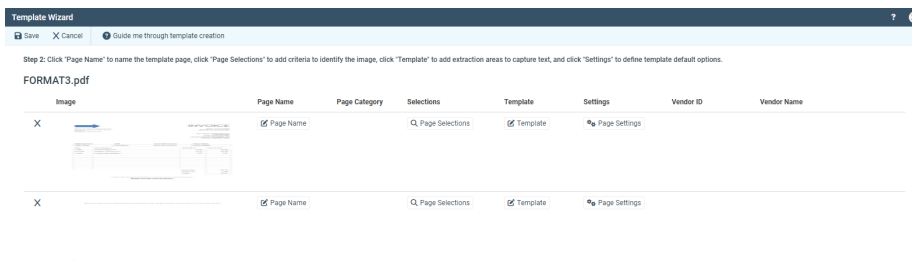 Template Wizard ?
Save X Cancel Guide me through template creation
Step 2: Click "Page Name" to name the template page, click "Page Selections" to add criteria to identify the image, click "Template" to add extraction areas to capture text, and click "Settings" to define template default options.
FORMAT3.pdf
Image Page Name Page Category Selections Template Settings Vendor ID Vendor Name
X Page Name Page Selections Template Page Settings
INVOICE
X Page Name Page Selections Template Page Settings